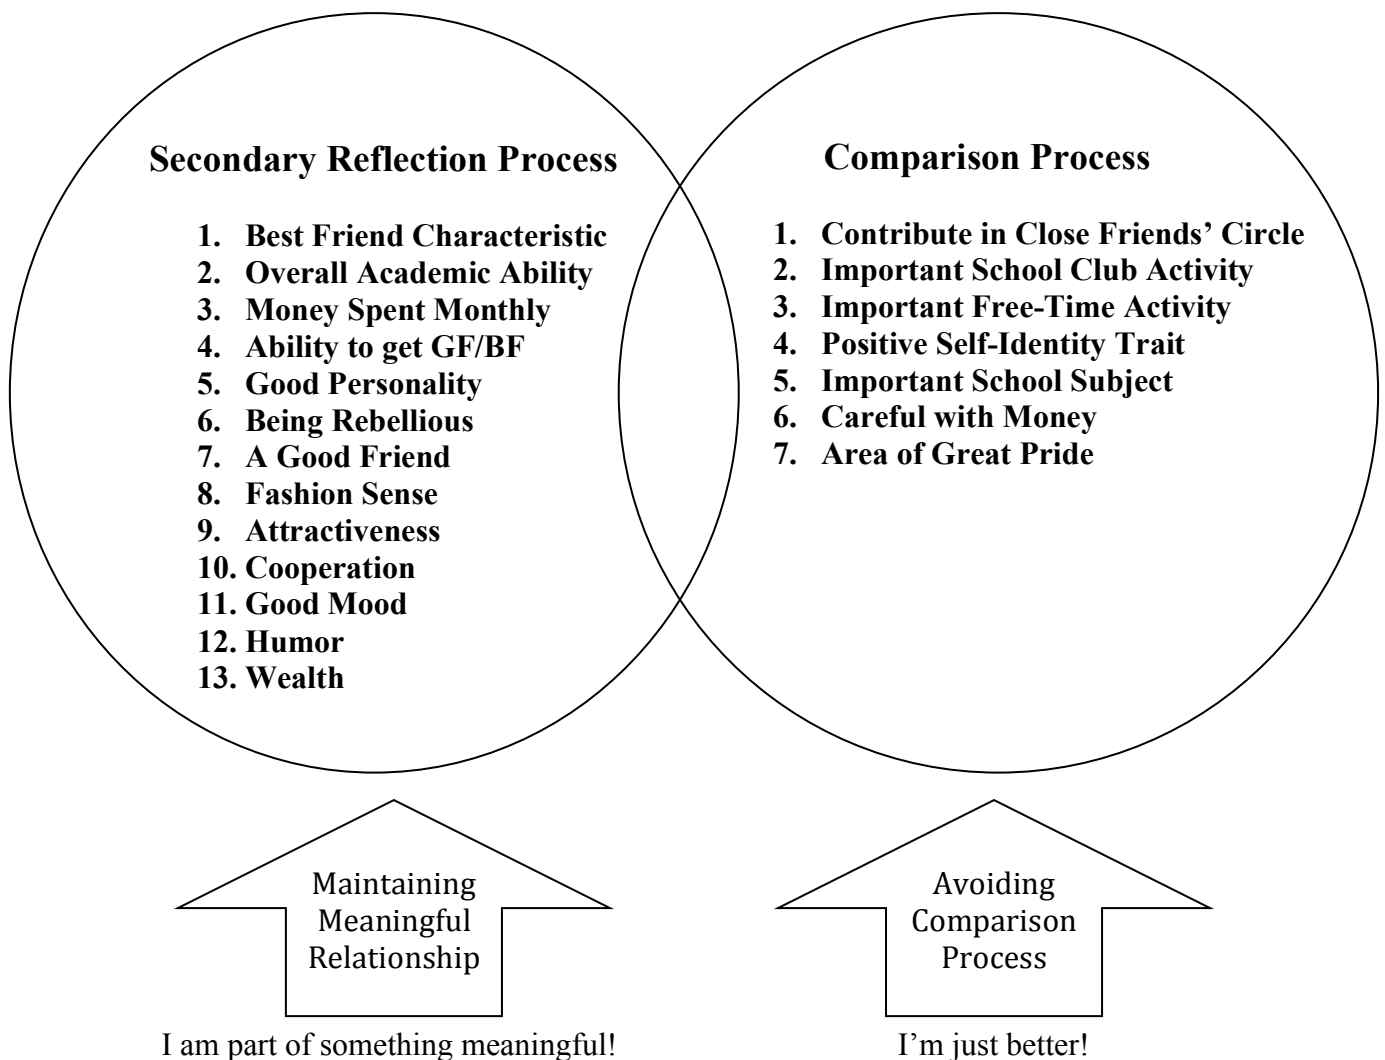 Secondary Reflection Process
1. Best Friend Characteristic
2. Overall Academic Ability
3. Money Spent Monthly
4. Ability to get GF/BF
5. Good Personality
6. Being Rebellious
7. A Good Friend
8. Fashion Sense
9. Attractiveness
10. Cooperation
11. Good Mood
12. Humor
13. Wealth
Comparison Process
1. Contribute in Close Friends’ Circle
2. Important School Club Activity
3. Important Free-Time Activity
4. Positive Self-Identity Trait
5. Important School Subject
6. Careful with Money
7. Area of Great Pride
Maintaining
Meaningful
Relationship
I am part of something meaningful!
Avoiding
Comparison
Process
I’m just better!